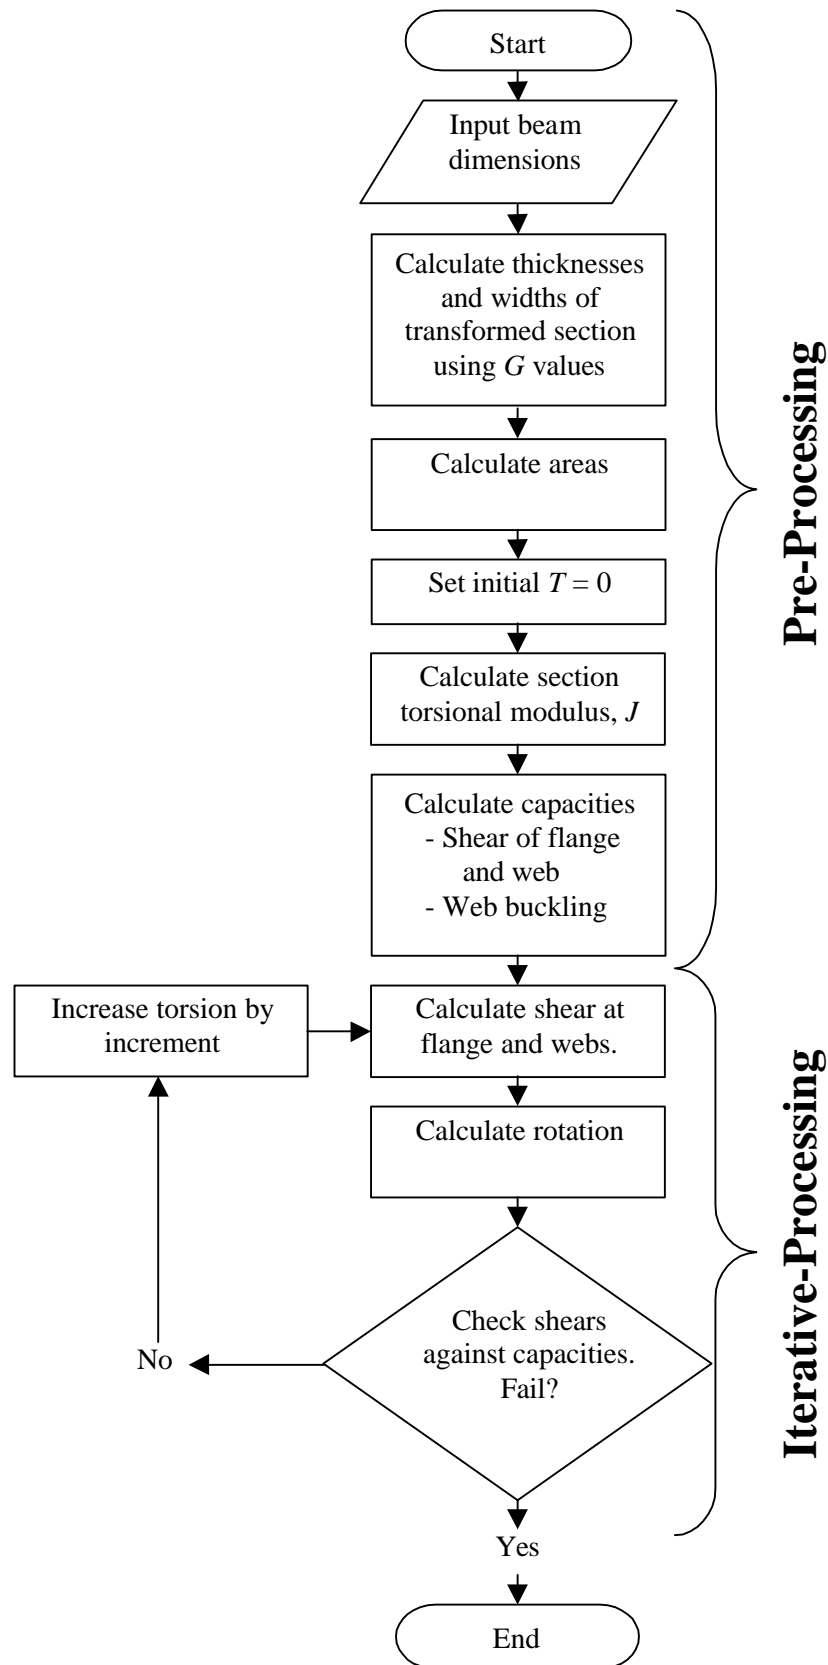 Start
Input beam
dimensions
Calculate thicknesses
and widths of
transformed section
using G values
Calculate areas
Set initial T = 0
Calculate section
torsional modulus, J
Calculate capacities
- Shear of flange
and web
- Web buckling
Pre-Processing
Increase torsion by
increment
Calculate shear at
flange and webs.
Calculate rotation
Check shears
against capacities.
Fail?
No
Yes
End
Iterative-Processing